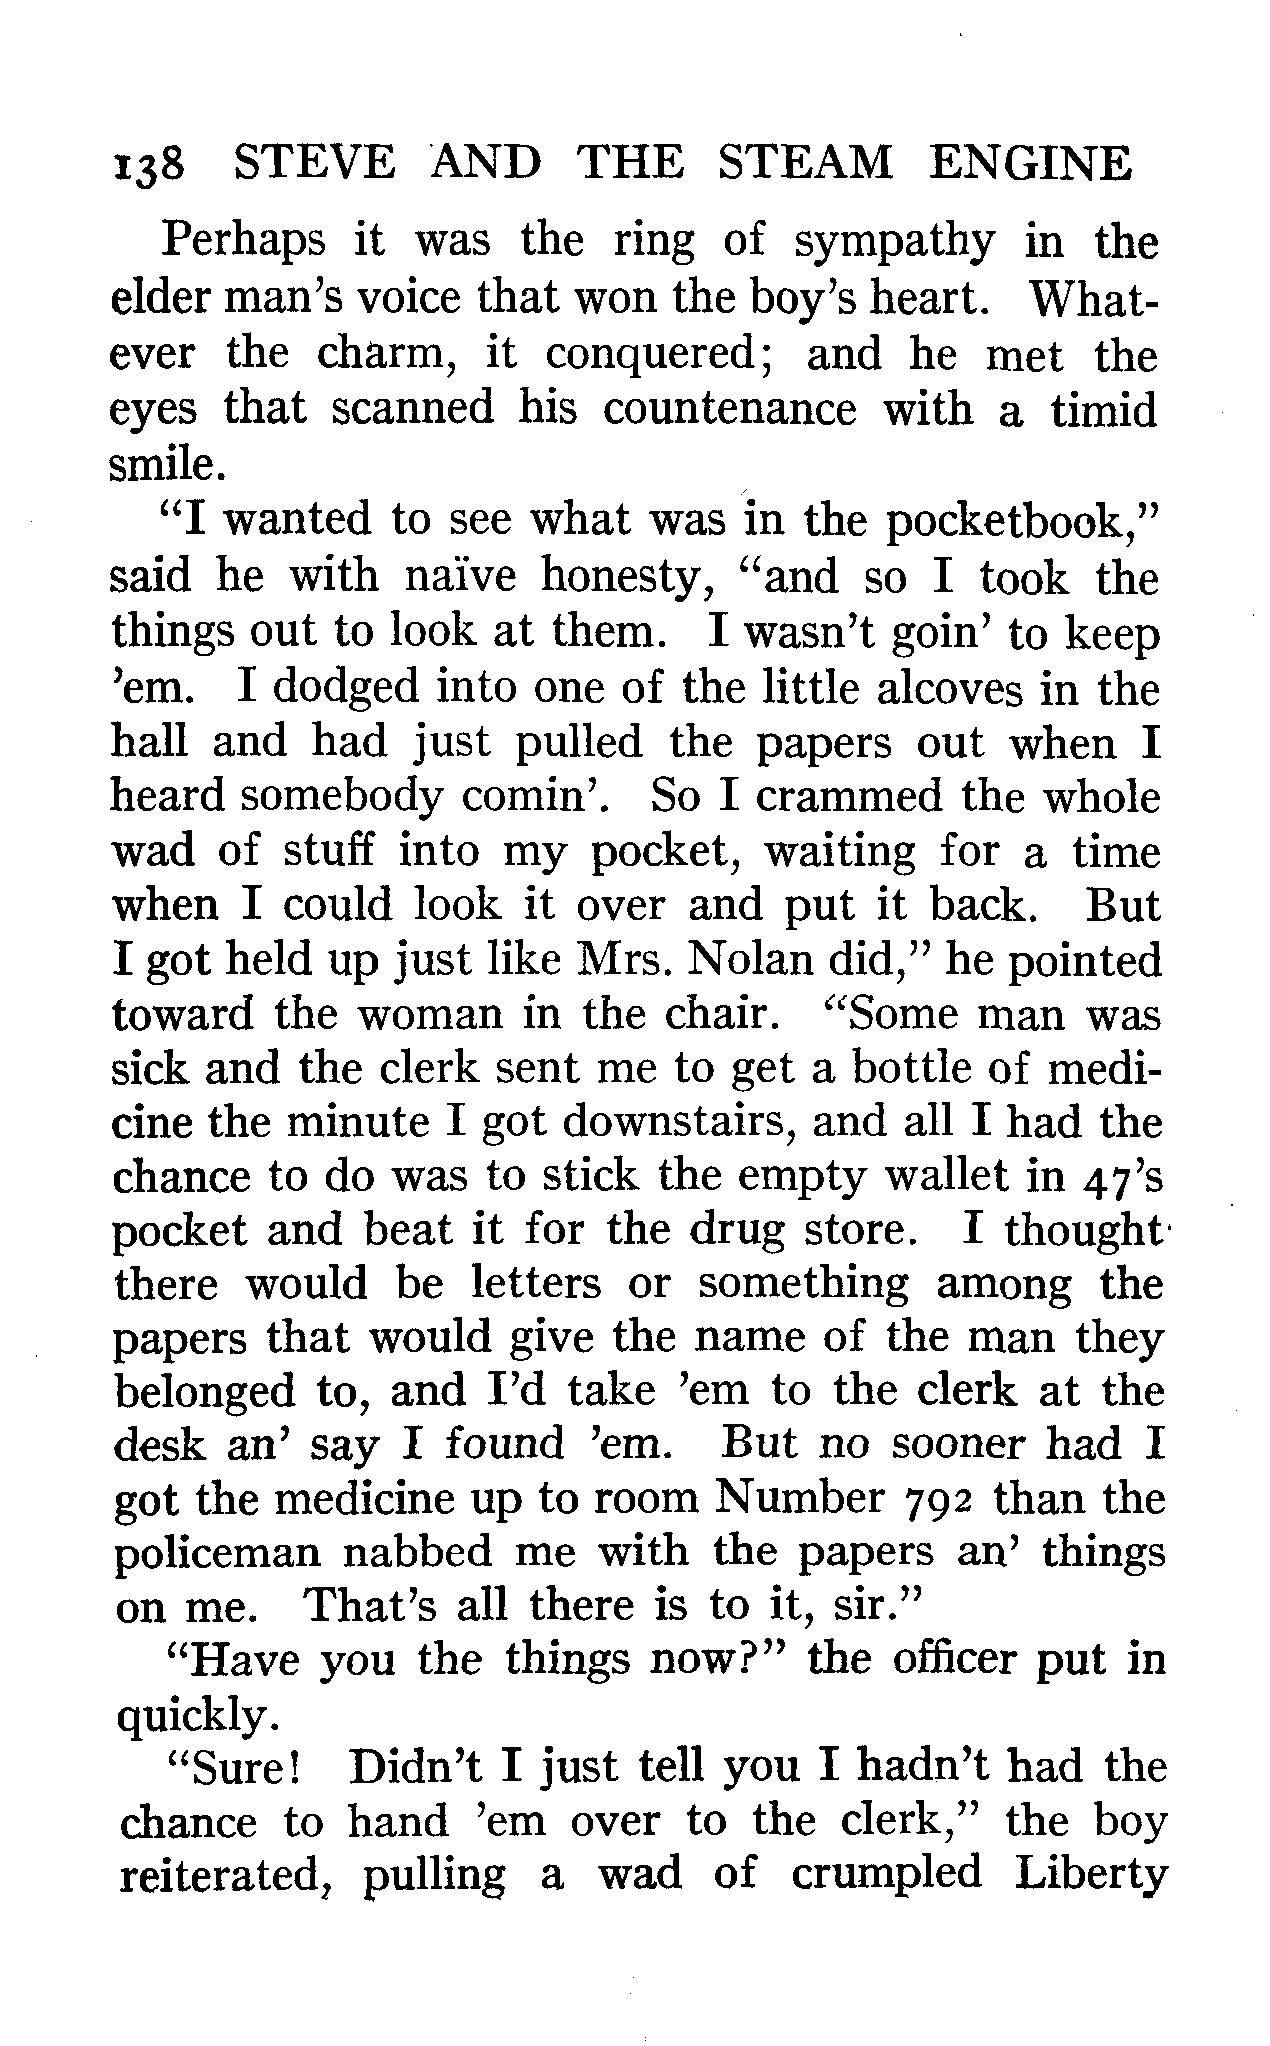 138 STEVE AND THE STEAM ENGINE
Perhaps it was the ring of sympathy in the
elder man's voice that won the boy's heart. What-
ever the charm, it conquered; and he met the
eyes that scanned his countenance with a timid
smile.
"I wanted to see what was in the pocketbook,"
said he with naïve honesty, "and so I took the
things out to look at them. I wasn't goin' to keep
'em. I dodged into one of the little alcoves in the
hall and had just pulled the papers out when I
heard somebody comin'. So I crammed the whole
wad of stuff into my pocket, waiting for a time
when I could look it over and put it back. But
I got held up just like Mrs. Nolan did," he pointed
toward the woman in the chair. "Some man was
sick and the clerk sent me to get a bottle of medi-
cine the minute I got downstairs, and all I had the
chance to do was to stick the empty wallet in 47's
pocket and beat it for the drug store. I thought
there would be letters or something among the
papers that would give the name of the man they
belonged to, and I'd take 'em to the clerk at the
desk an' say I found 'em. But no sooner had I
got the medicine up to room Number 792 than the
policeman nabbed me with the papers an' things
on me. That's all there is to it, sir."
"Have you the things now?" the officer put in
quickly.
"Sure! Didn't I just tell you I hadn't had the
chance to hand 'em over to the clerk," the boy
reiterated, pulling a wad of crumpled Liberty